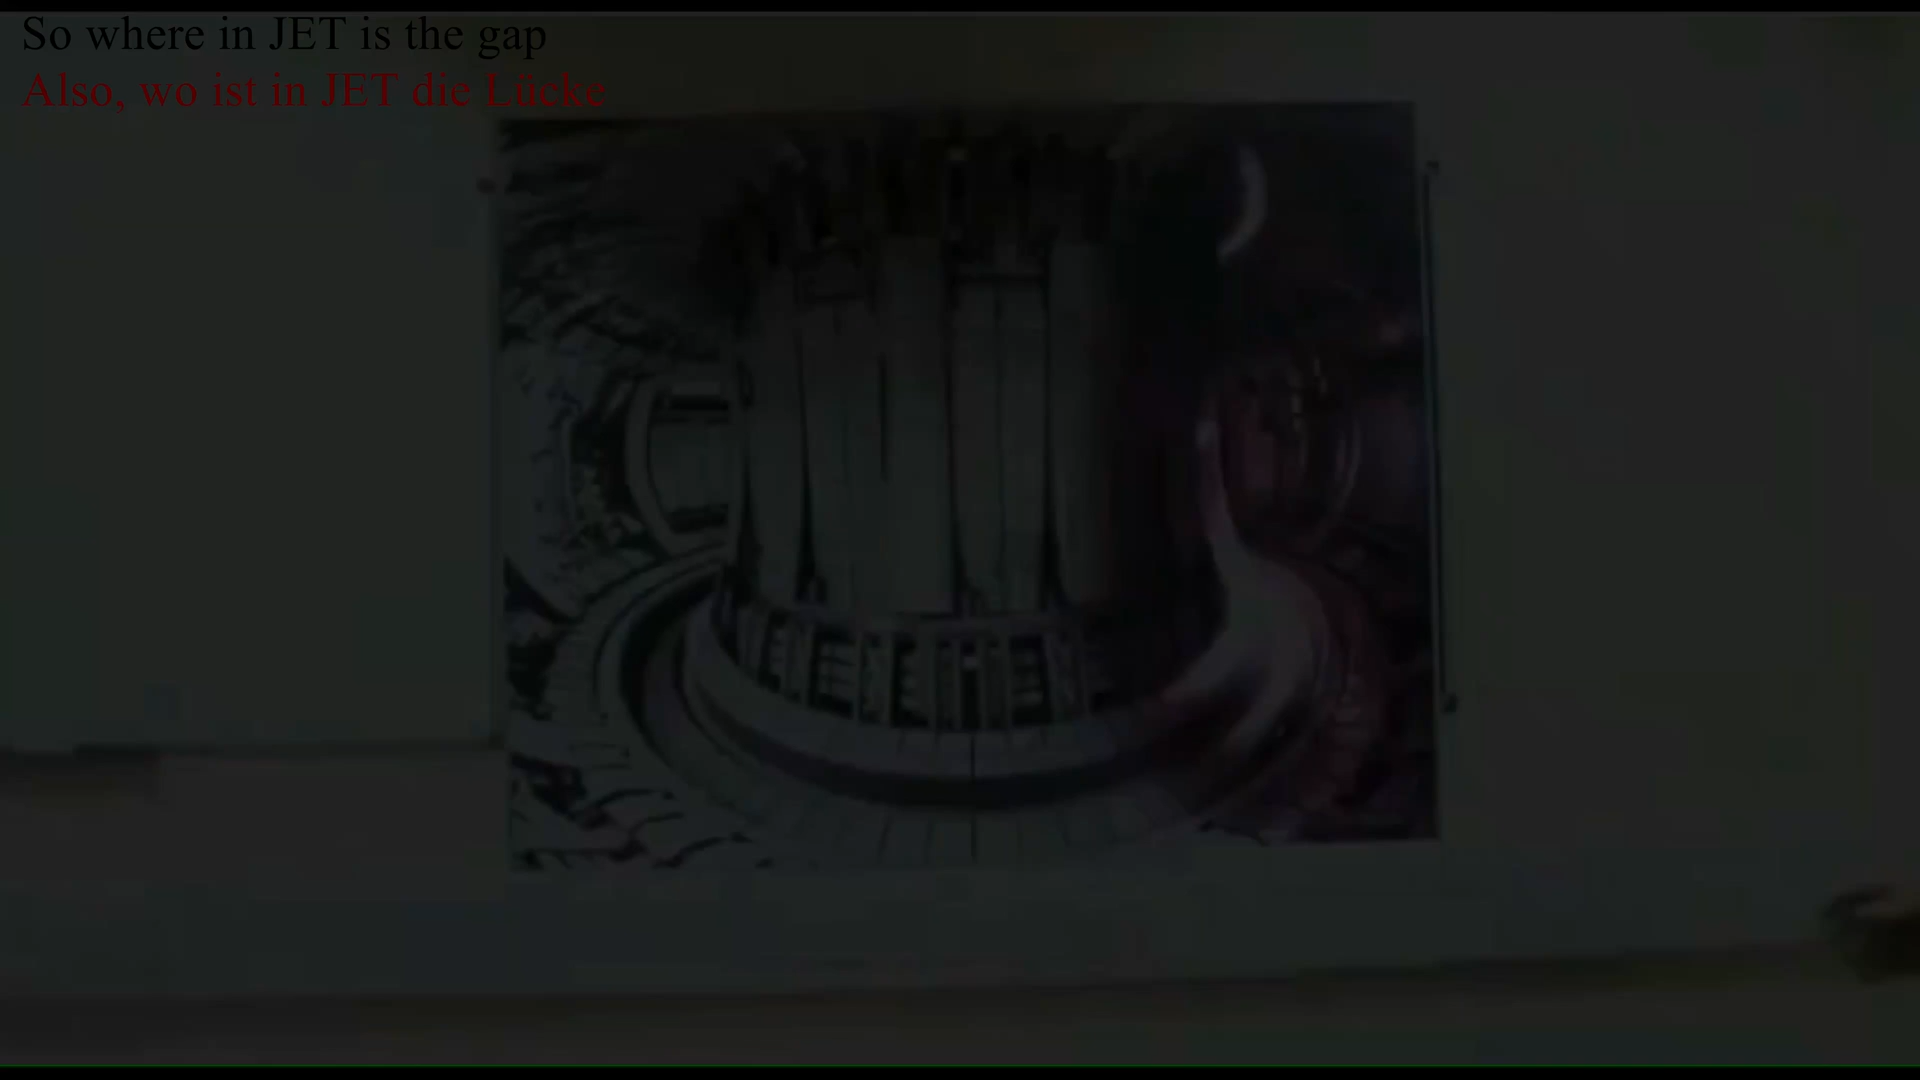 So where in JET is the gap
Also, wo ist in JET die Lücke